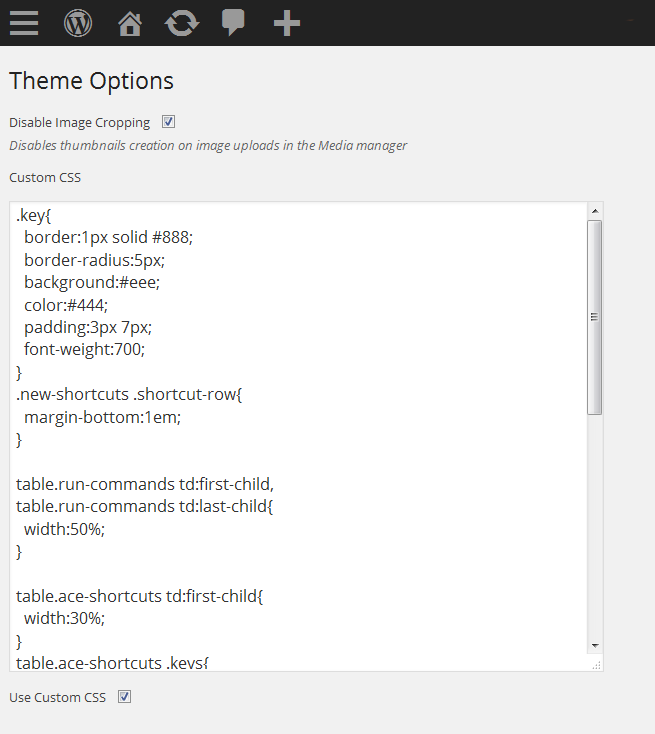 Theme Options
Disable Image Cropping
Disables thumbnails creation on image uploads in the Media manager
Custom CSS
.key{
  border:1px solid #888;
  border-radius:5px;
  background:#eee;
  color:#444;
  padding:3px 7px;
  font-weight:700;
}
.new-shortcuts .shortcut-row{
  margin-bottom:1em;
}

table.run-commands td:first-child,
table.run-commands td:last-child{
  width:50%;
}

table.ace-shortcuts td:first-child{
  width:30%;
}
table.ace-shortcuts .keys{
Use Custom CSS